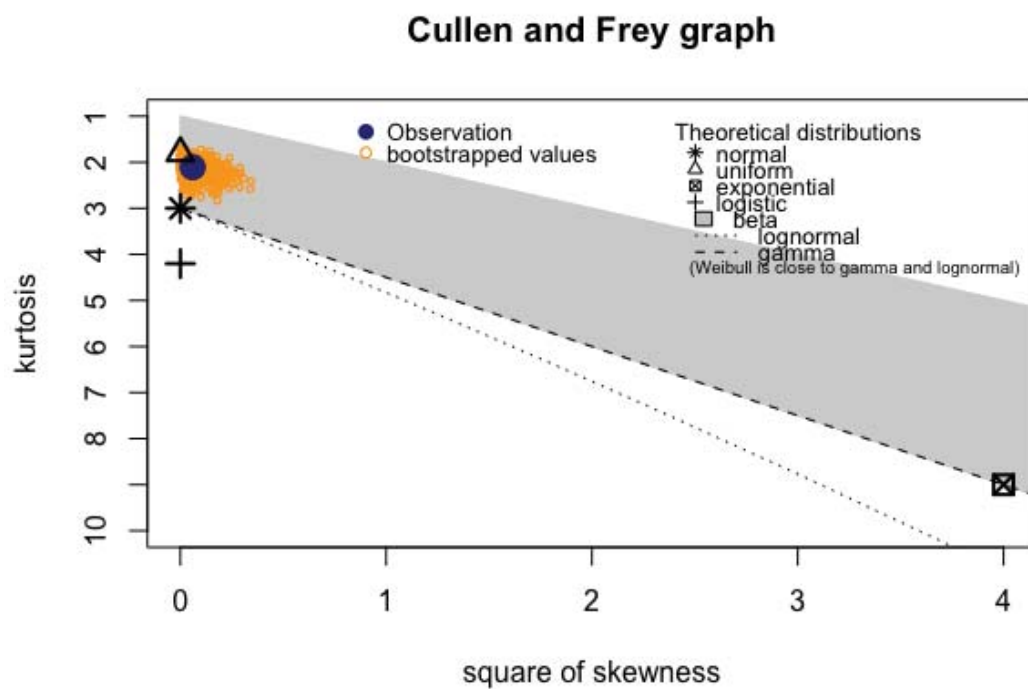 Cullen and Frey graph
Observation
bootstrapped values
Theoretical distributions
normal
uniform
exponential
logistic
beta
lognormal
gamma
(Weibull is close to gamma and lognormal)
kurtosis
1
2
3
4
5
6
7
8
10
0
1
2
3
4
square of skewness